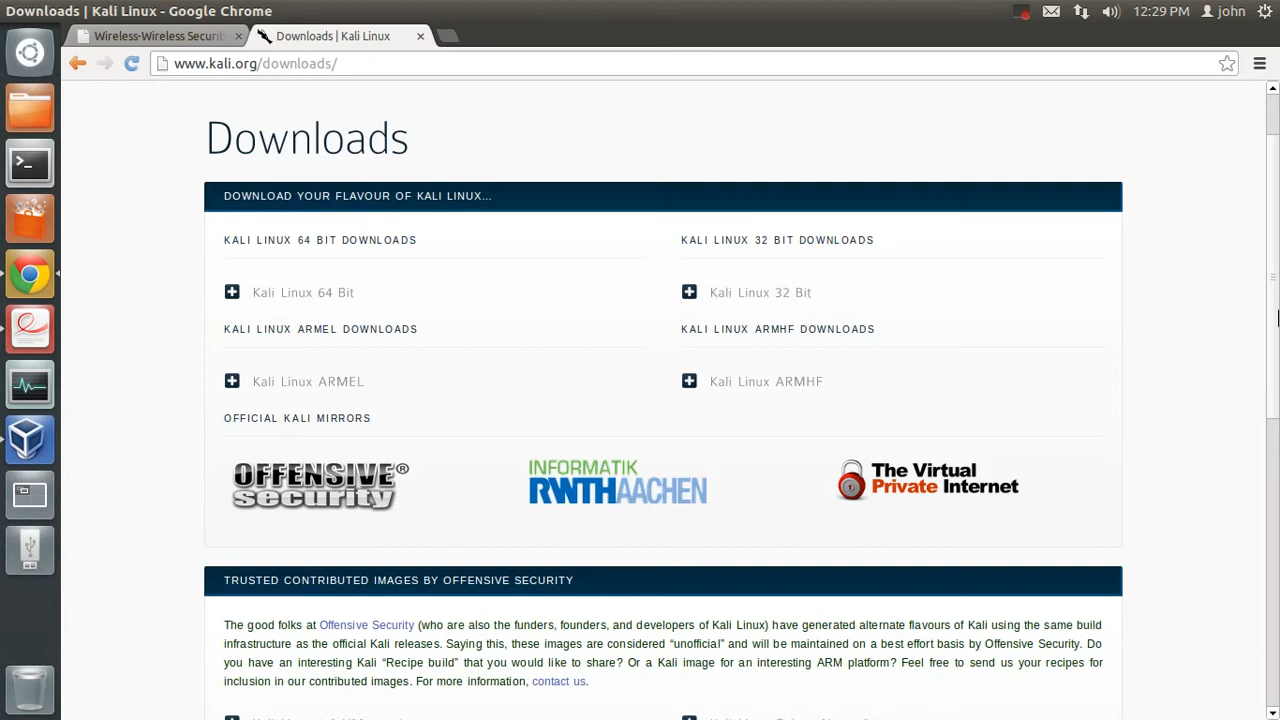 Downloads | Kali Linux - Google Chrome
12:29 PM
john
Wireless-Wireless Securit
Downloads | Kali Linux
www.kali.org/downloads/
Downloads
DOWNLOAD YOUR FLAVOUR OF KALI LINUX...
KALI LINUX 64 BIT DOWNLOADS
KALI LINUX 32 BIT DOWNLOADS
Kali Linux 64 Bit
Kali Linux 32 Bit
KALI LINUX ARMEL DOWNLOADS
KALI LINUX ARMHF DOWNLOADS
Kali Linux ARMEL
Kali Linux ARMHF
OFFICIAL KALI MIRRORS
OFFENSIVE®
security
INFORMATIK
RWTHAACHEN
The Virtual
Private Internet
TRUSTED CONTRIBUTED IMAGES BY OFFENSIVE SECURITY
The good folks at Offensive Security (who are also the funders, founders, and developers of Kali Linux) have generated alternate flavours of Kali using the same build
infrastructure as the official Kali releases. Saying this, these images are considered “unofficial” and will be maintained on a best effort basis by Offensive Security. Do
you have an interesting Kali “Recipe build” that you would like to share? Or a Kali image for an interesting ARM platform? Feel free to send us your recipes
for inclusion in our contributed images. For more information, contact us.